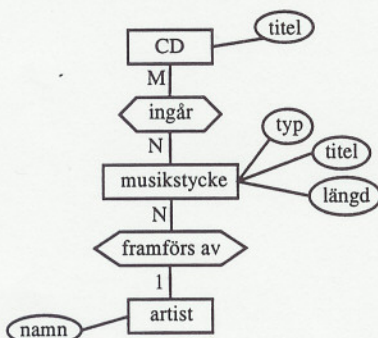 titel
CD
M
ingår
N
typ
titel
musikstycke
längd
N
framförs av
1
artist
namn